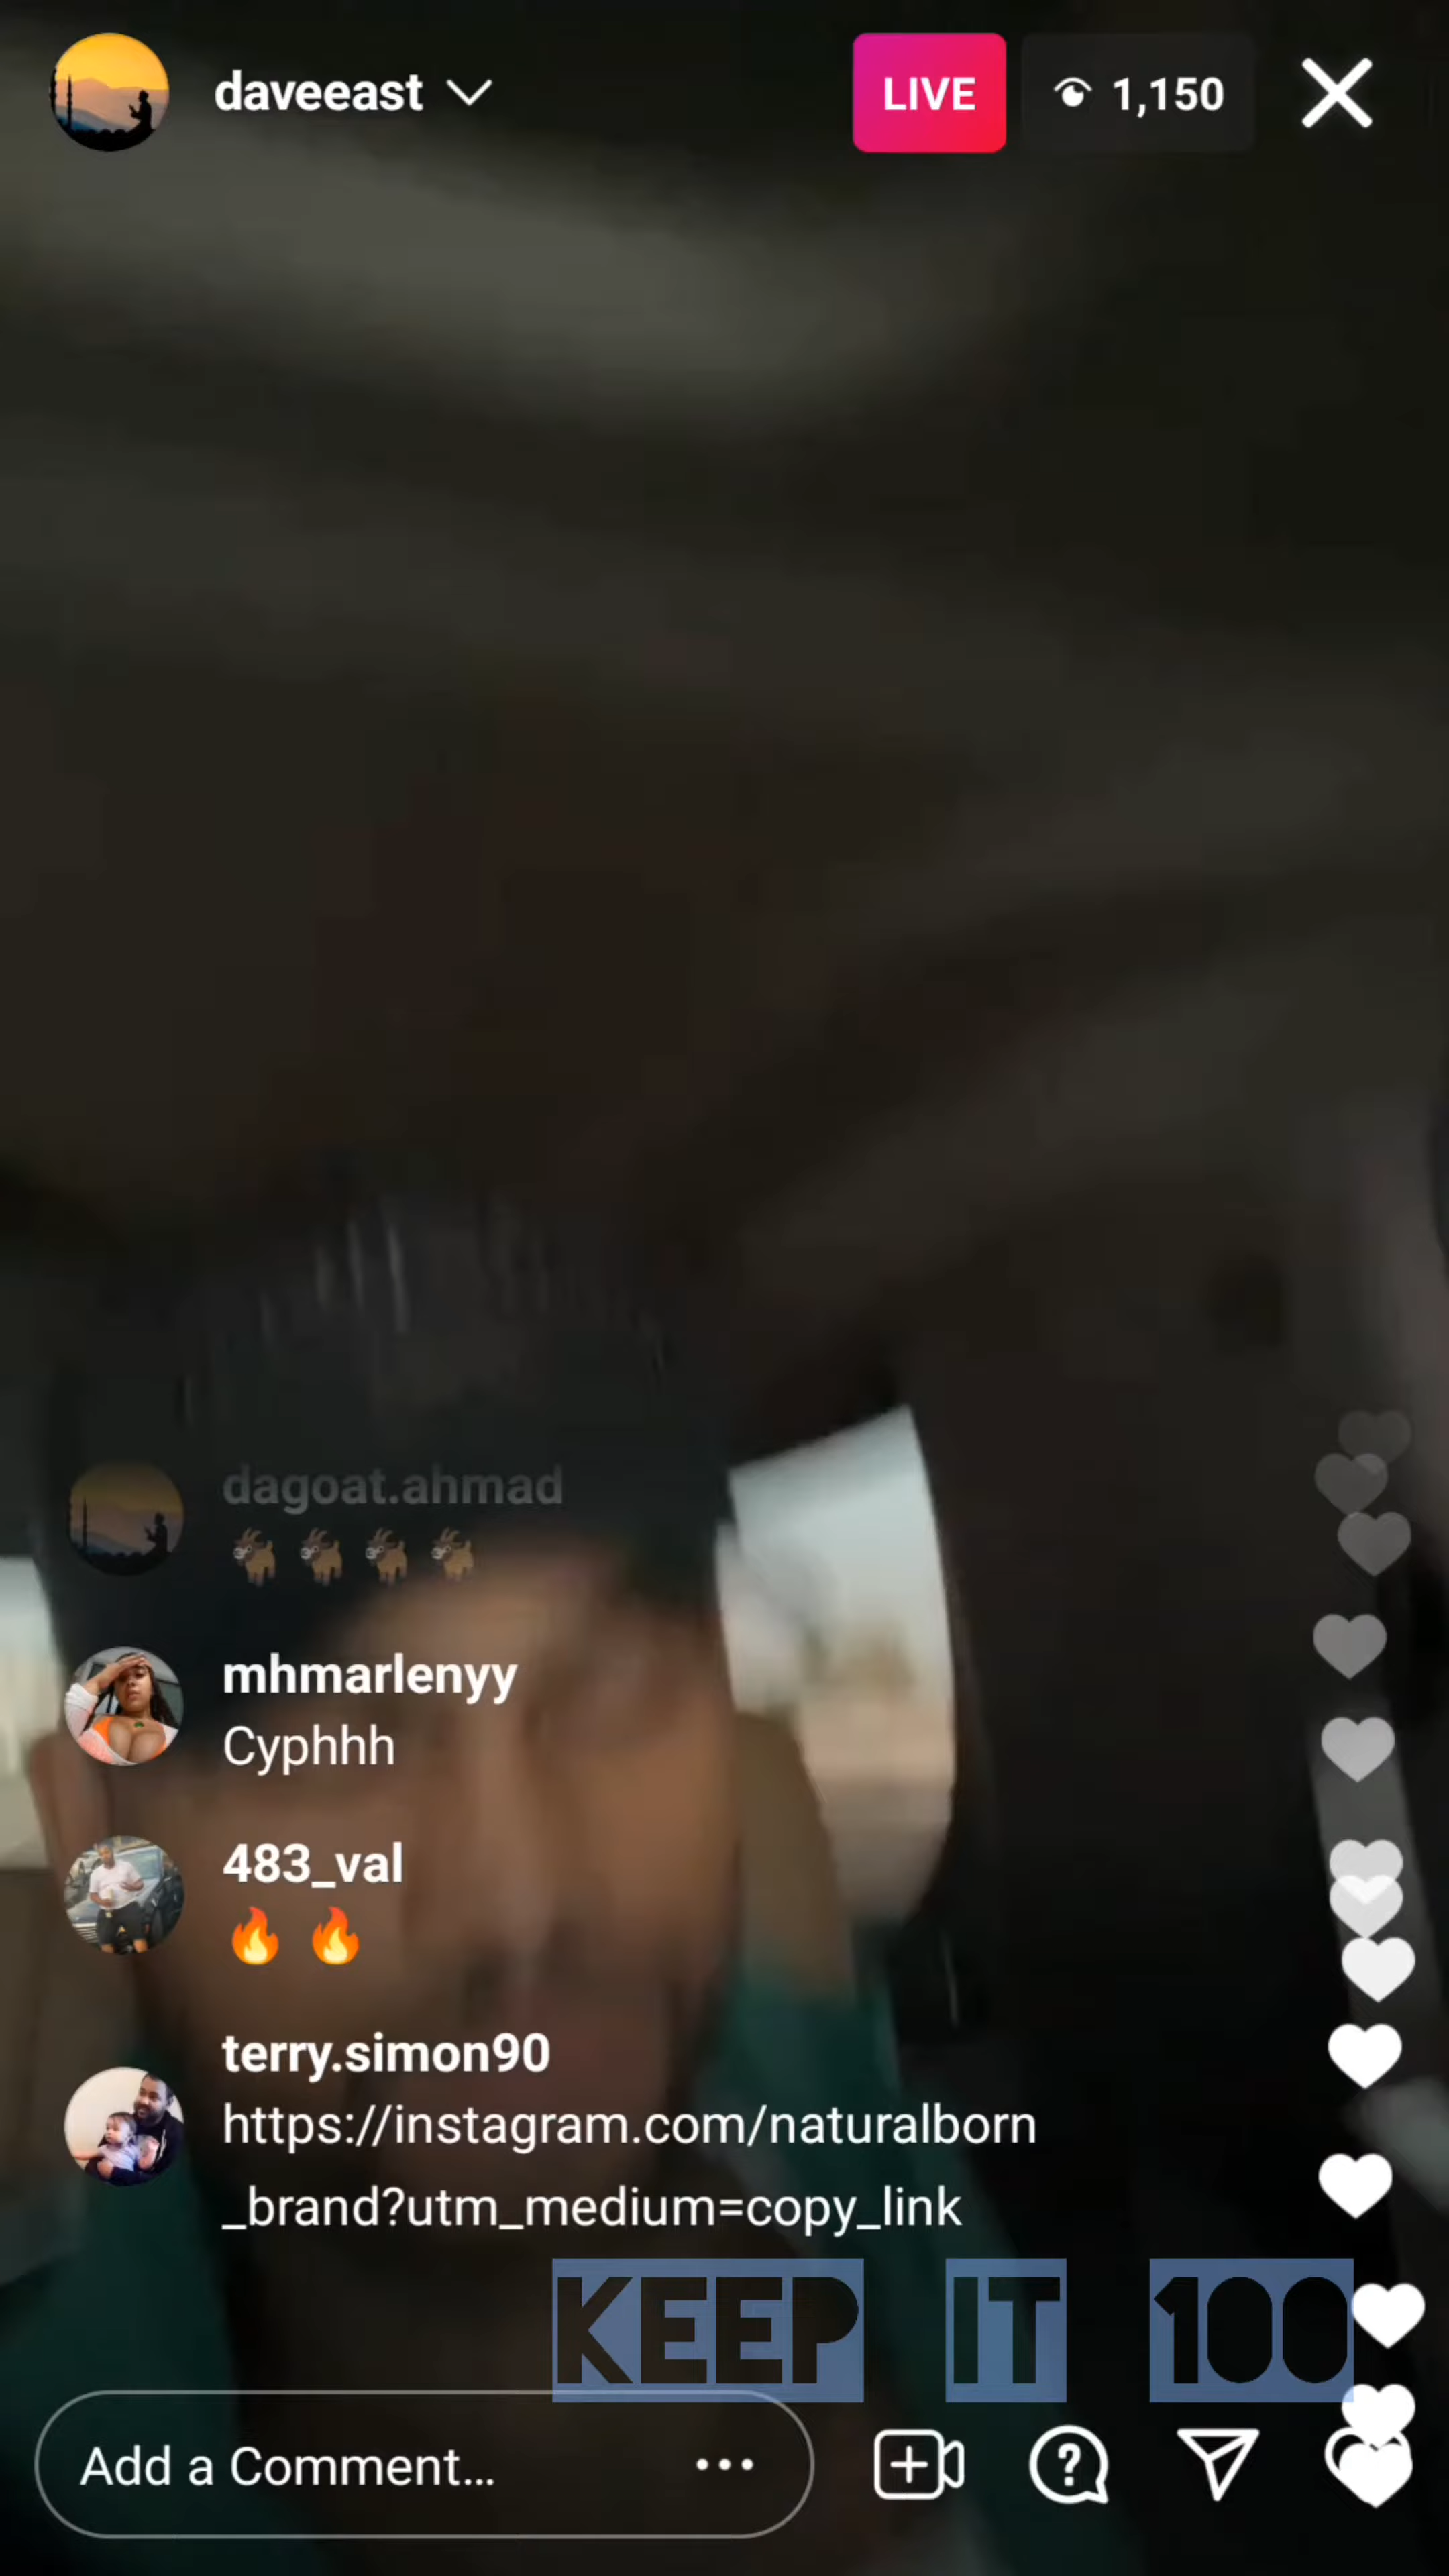 daveeast
LIVE
1,150
dagoat.ahmad
🐐 🐐 🐐 🐐
mhmarlenyy
Cyphhh
483_val
🔥 🔥
terry.simon90
https://instagram.com/naturalborn
_brand?utm_medium=copy_link
KEEP IT 100
Add a Comment...